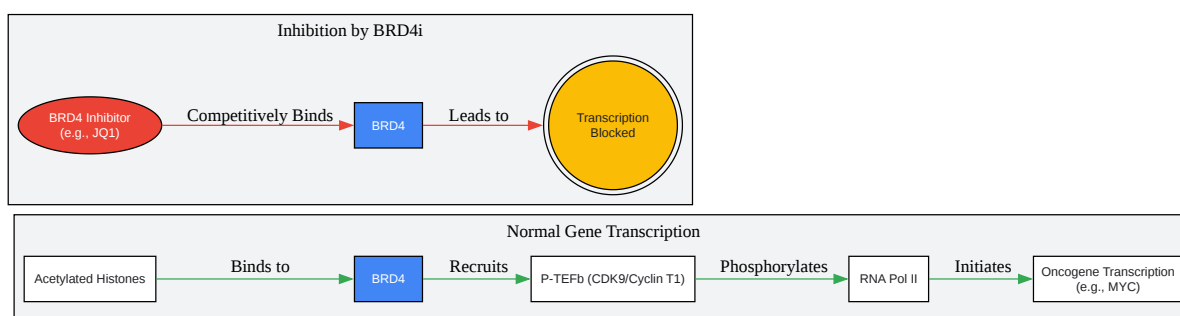 Inhibition by BRD4i
BRD4 Inhibitor
(e.g., JQ1)
Competitively Binds
BRD4
Leads to
Transcription
Blocked
Normal Gene Transcription
Acetylated Histones
Binds to
BRD4
Recruits
P-TEFb (CDK9/Cyclin T1)
Phosphorylates
RNA Pol II
Initiates
Oncogene Transcription
(e.g., MYC)